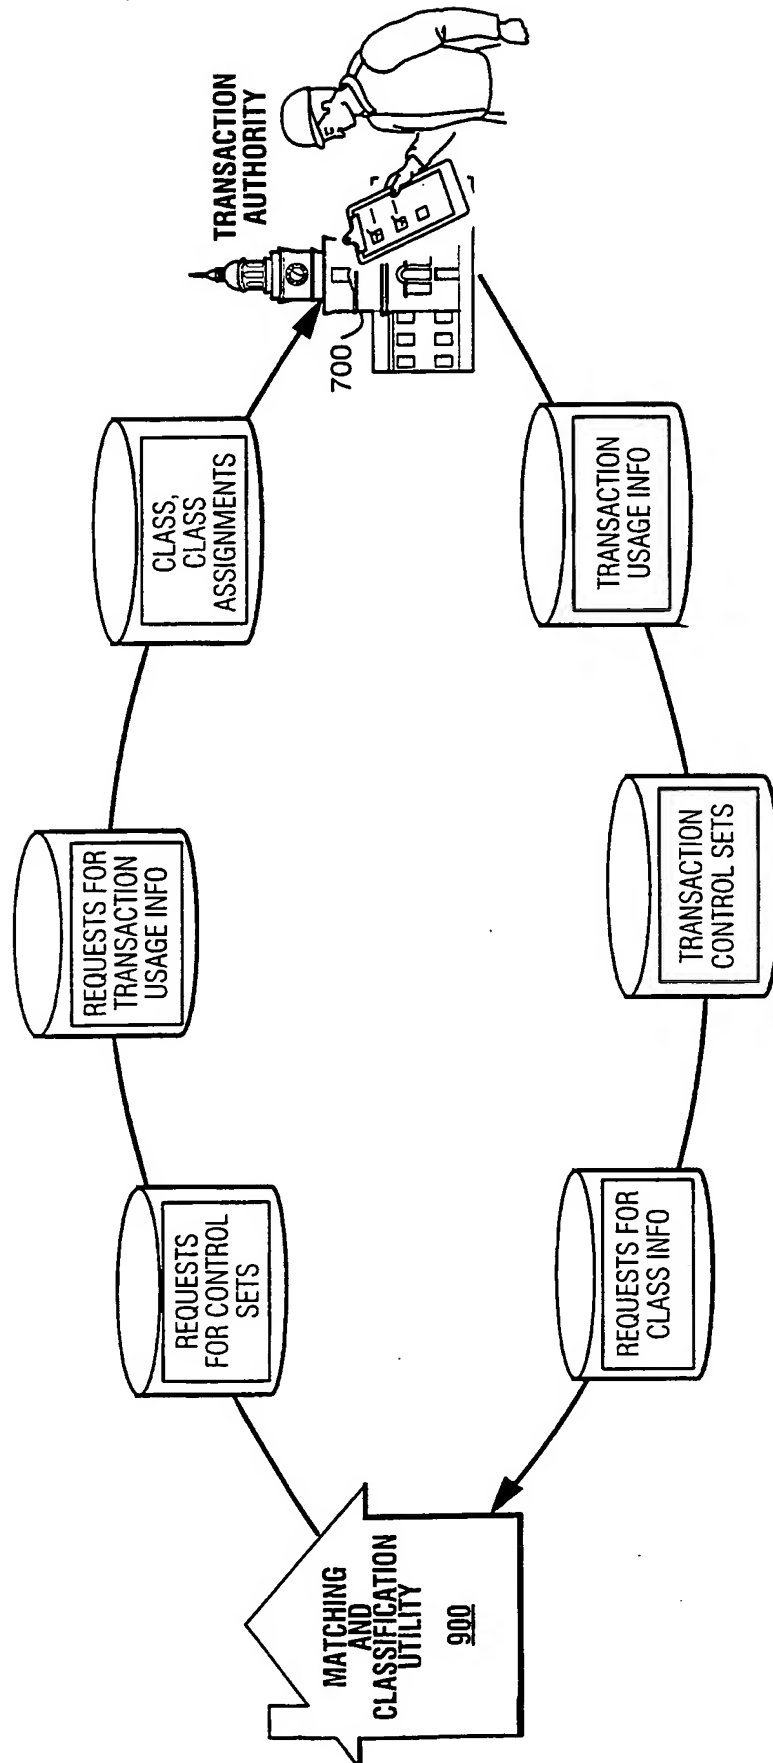 MATCHING
AND
CLASSIFICATION
UTILITY
900
REQUESTS
FOR CONTROL
SETS
REQUESTS FOR
TRANSACTION
USAGE INFO
CLASS,
CLASS
ASSIGNMENTS
TRANSACTION
AUTHORITY
700
REQUESTS FOR
CLASS INFO
TRANSACTION
CONTROL SETS
TRANSACTION
USAGE INFO